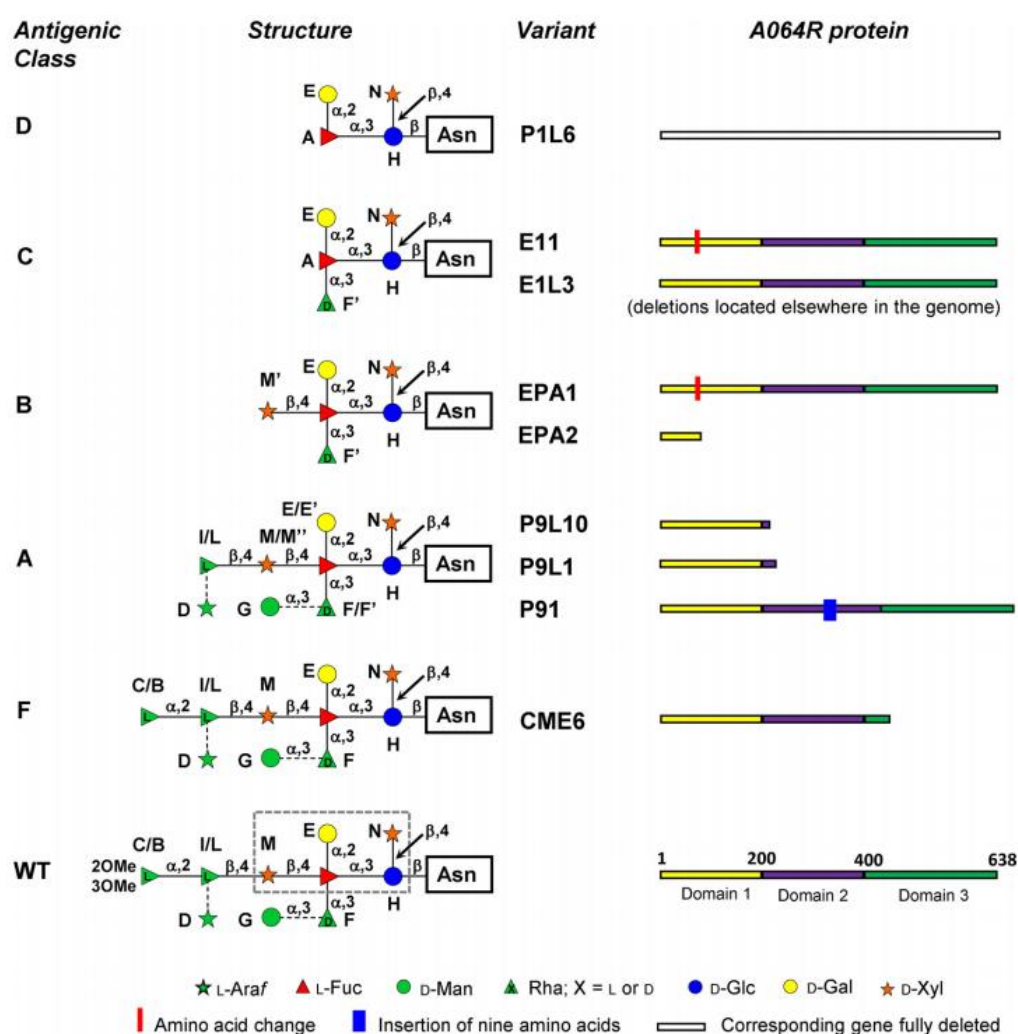 Antigenic Class Structure Variant A064R protein
E N β,4
α,2
D A α,3 β Asn P1L6
H
E N β,4
α,2
C A α,3 β Asn E11
α,3 H E1L3
D F’ (deletions located elsewhere in the genome)
E N β,4
M’ α,2
B β,4 α,3 β Asn EPA1
α,3 H EPA2
D F’
E/E’ N β,4
I/L M/M’’ α,2 P9L10
A L β,4 β,4 α,3 β Asn P9L1
α,3 H
D G α,3 D F/F’ P91
E N β,4
C/B I/L M α,2
F L α,2 L β,4 β,4 α,3 β Asn CME6
α,3 H
D G α,3 D F
E N β,4
C/B I/L M α,2 1 200 400 638
WT 2OMe 3OMe L α,2 L β,4 β,4 α,3 β Asn
α,3 H Domain 1 Domain 2 Domain 3
D G α,3 D F
L-Araf L-Fuc D-Man X Rha; X = L or D D-Glc D-Gal D-Xyl
Amino acid change Insertion of nine amino acids Corresponding gene fully deleted